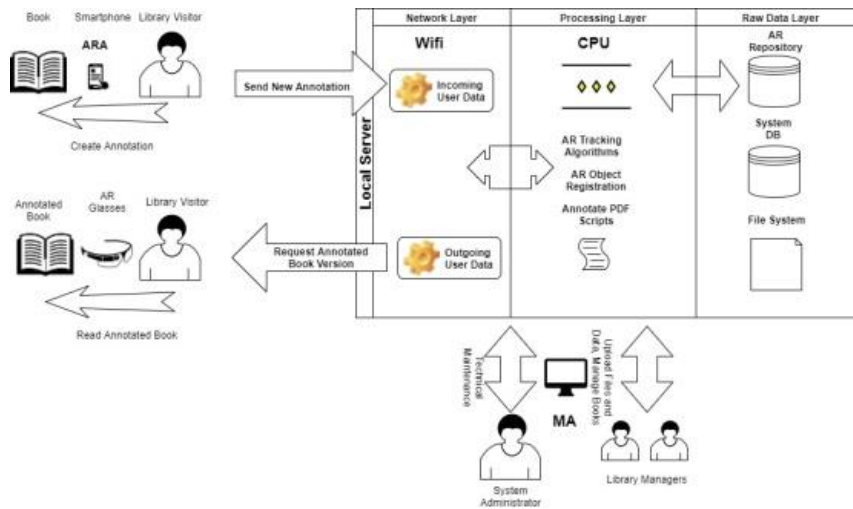 Book
Smartphone
Library Visitor
ARA
Create Annotation
Send New Annotation
Annotated
Book
AR
Glasses
Library Visitor
Read Annotated Book
Request Annotated
Book Version
Local Server
Network Layer
Wifi
Incoming
User Data
Outgoing
User Data
Processing Layer
CPU
AR Tracking
Algorithms
AR Object
Registration
Annotate PDF
Scripts
Raw Data Layer
AR
Repository
System
DB
File System
Technical
Maintenance
MA
Upload Files and
Data, Manage Books
System
Administrator
Library Managers